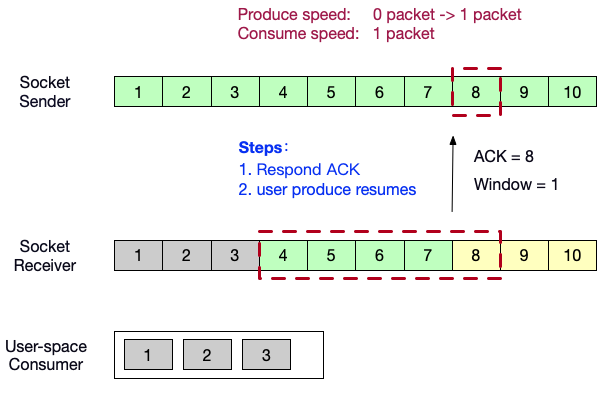 Produce speed: 0 packet -> 1 packet
Consume speed: 1 packet
Socket
Sender
1 2 3 4 5 6 7 8 9 10
Steps：
1. Respond ACK
2. user produce resumes
ACK = 8
Window = 1
Socket
Receiver
1 2 3 4 5 6 7 8 9 10
User-space
Consumer
1 2 3